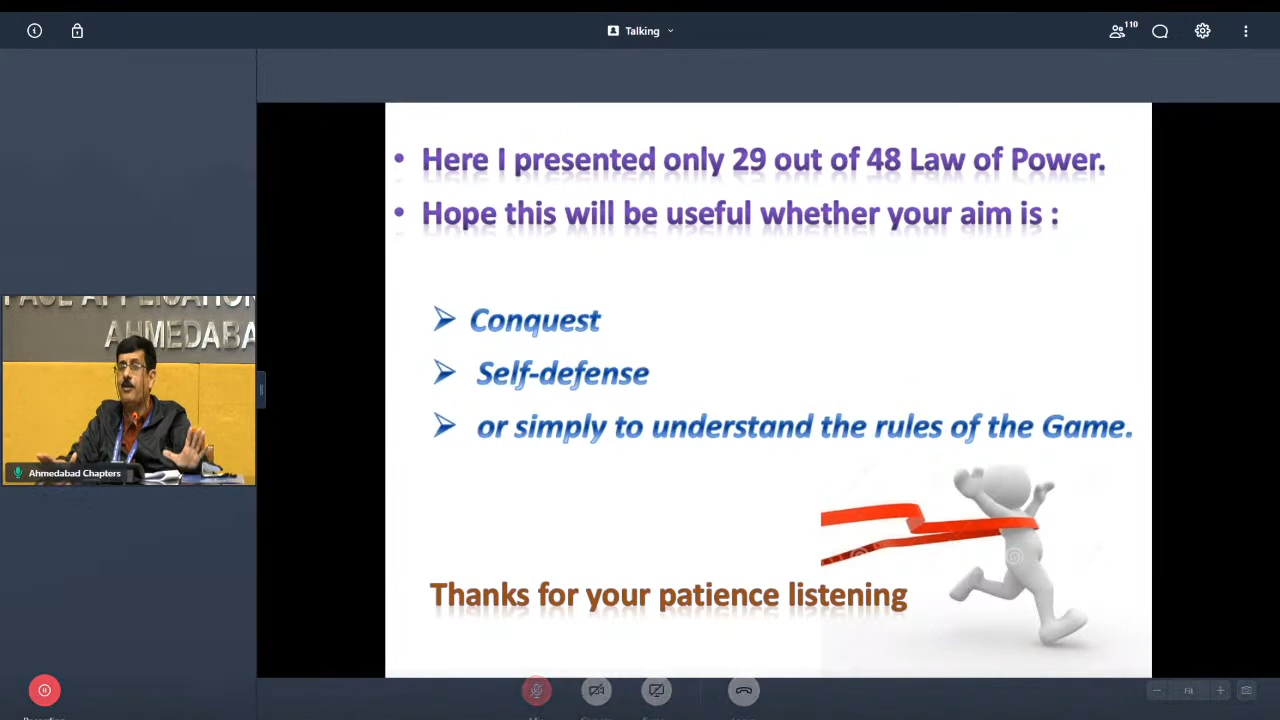 Talking
110
Here I presented only 29 out of 48 Law of Power.
Hope this will be useful whether your aim is :
Conquest
Self-defense
or simply to understand the rules of the Game.
Thanks for your patience listening
AHMEDABA
Ahmedabad Chapters
Fit